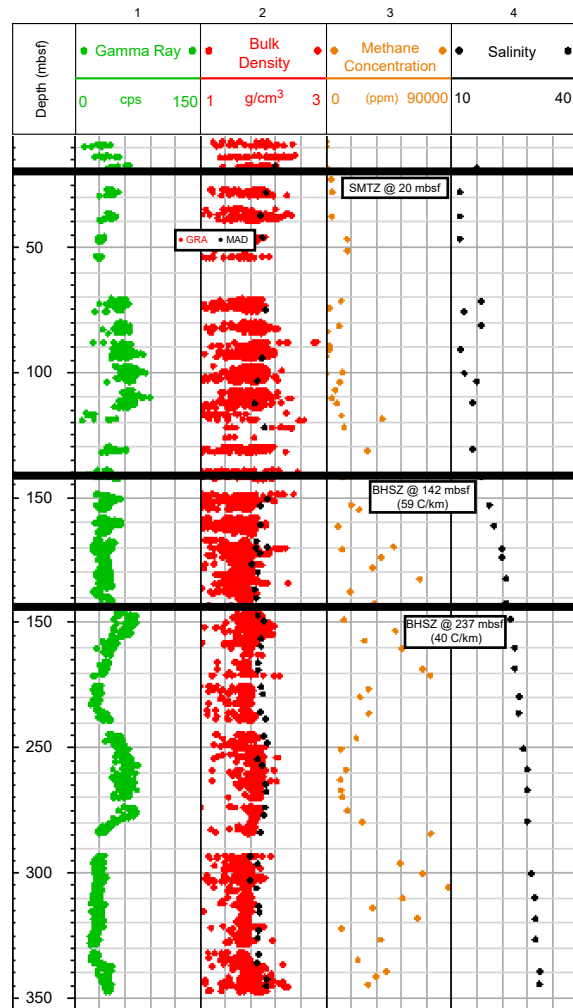 1
2
3
4
Depth (mbsf)
Gamma Ray
0 cps 150
Bulk
Density
1 g/cm3 3
Methane
Concentration
0 (ppm) 90000
Salinity
10 40
SMTZ @ 20 mbsf
GRA MAD
50
100
BHSZ @ 142 mbsf
(59 C/km)
150
BHSZ @ 237 mbsf
(40 C/km)
150
250
300
350